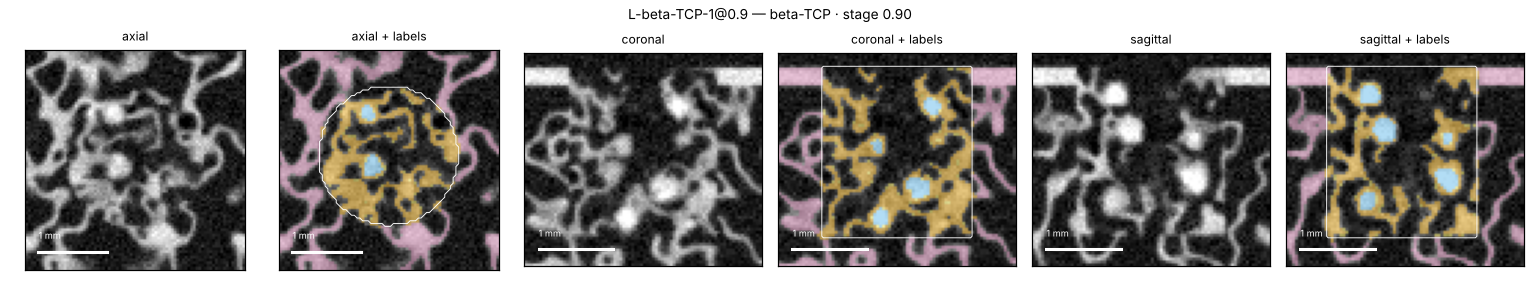 L-beta-TCP-1@0.9 — beta-TCP · stage 0.90
axial
axial + labels
coronal
coronal + labels
sagittal
sagittal + labels
1 mm
1 mm
1 mm
1 mm
1 mm
1 mm